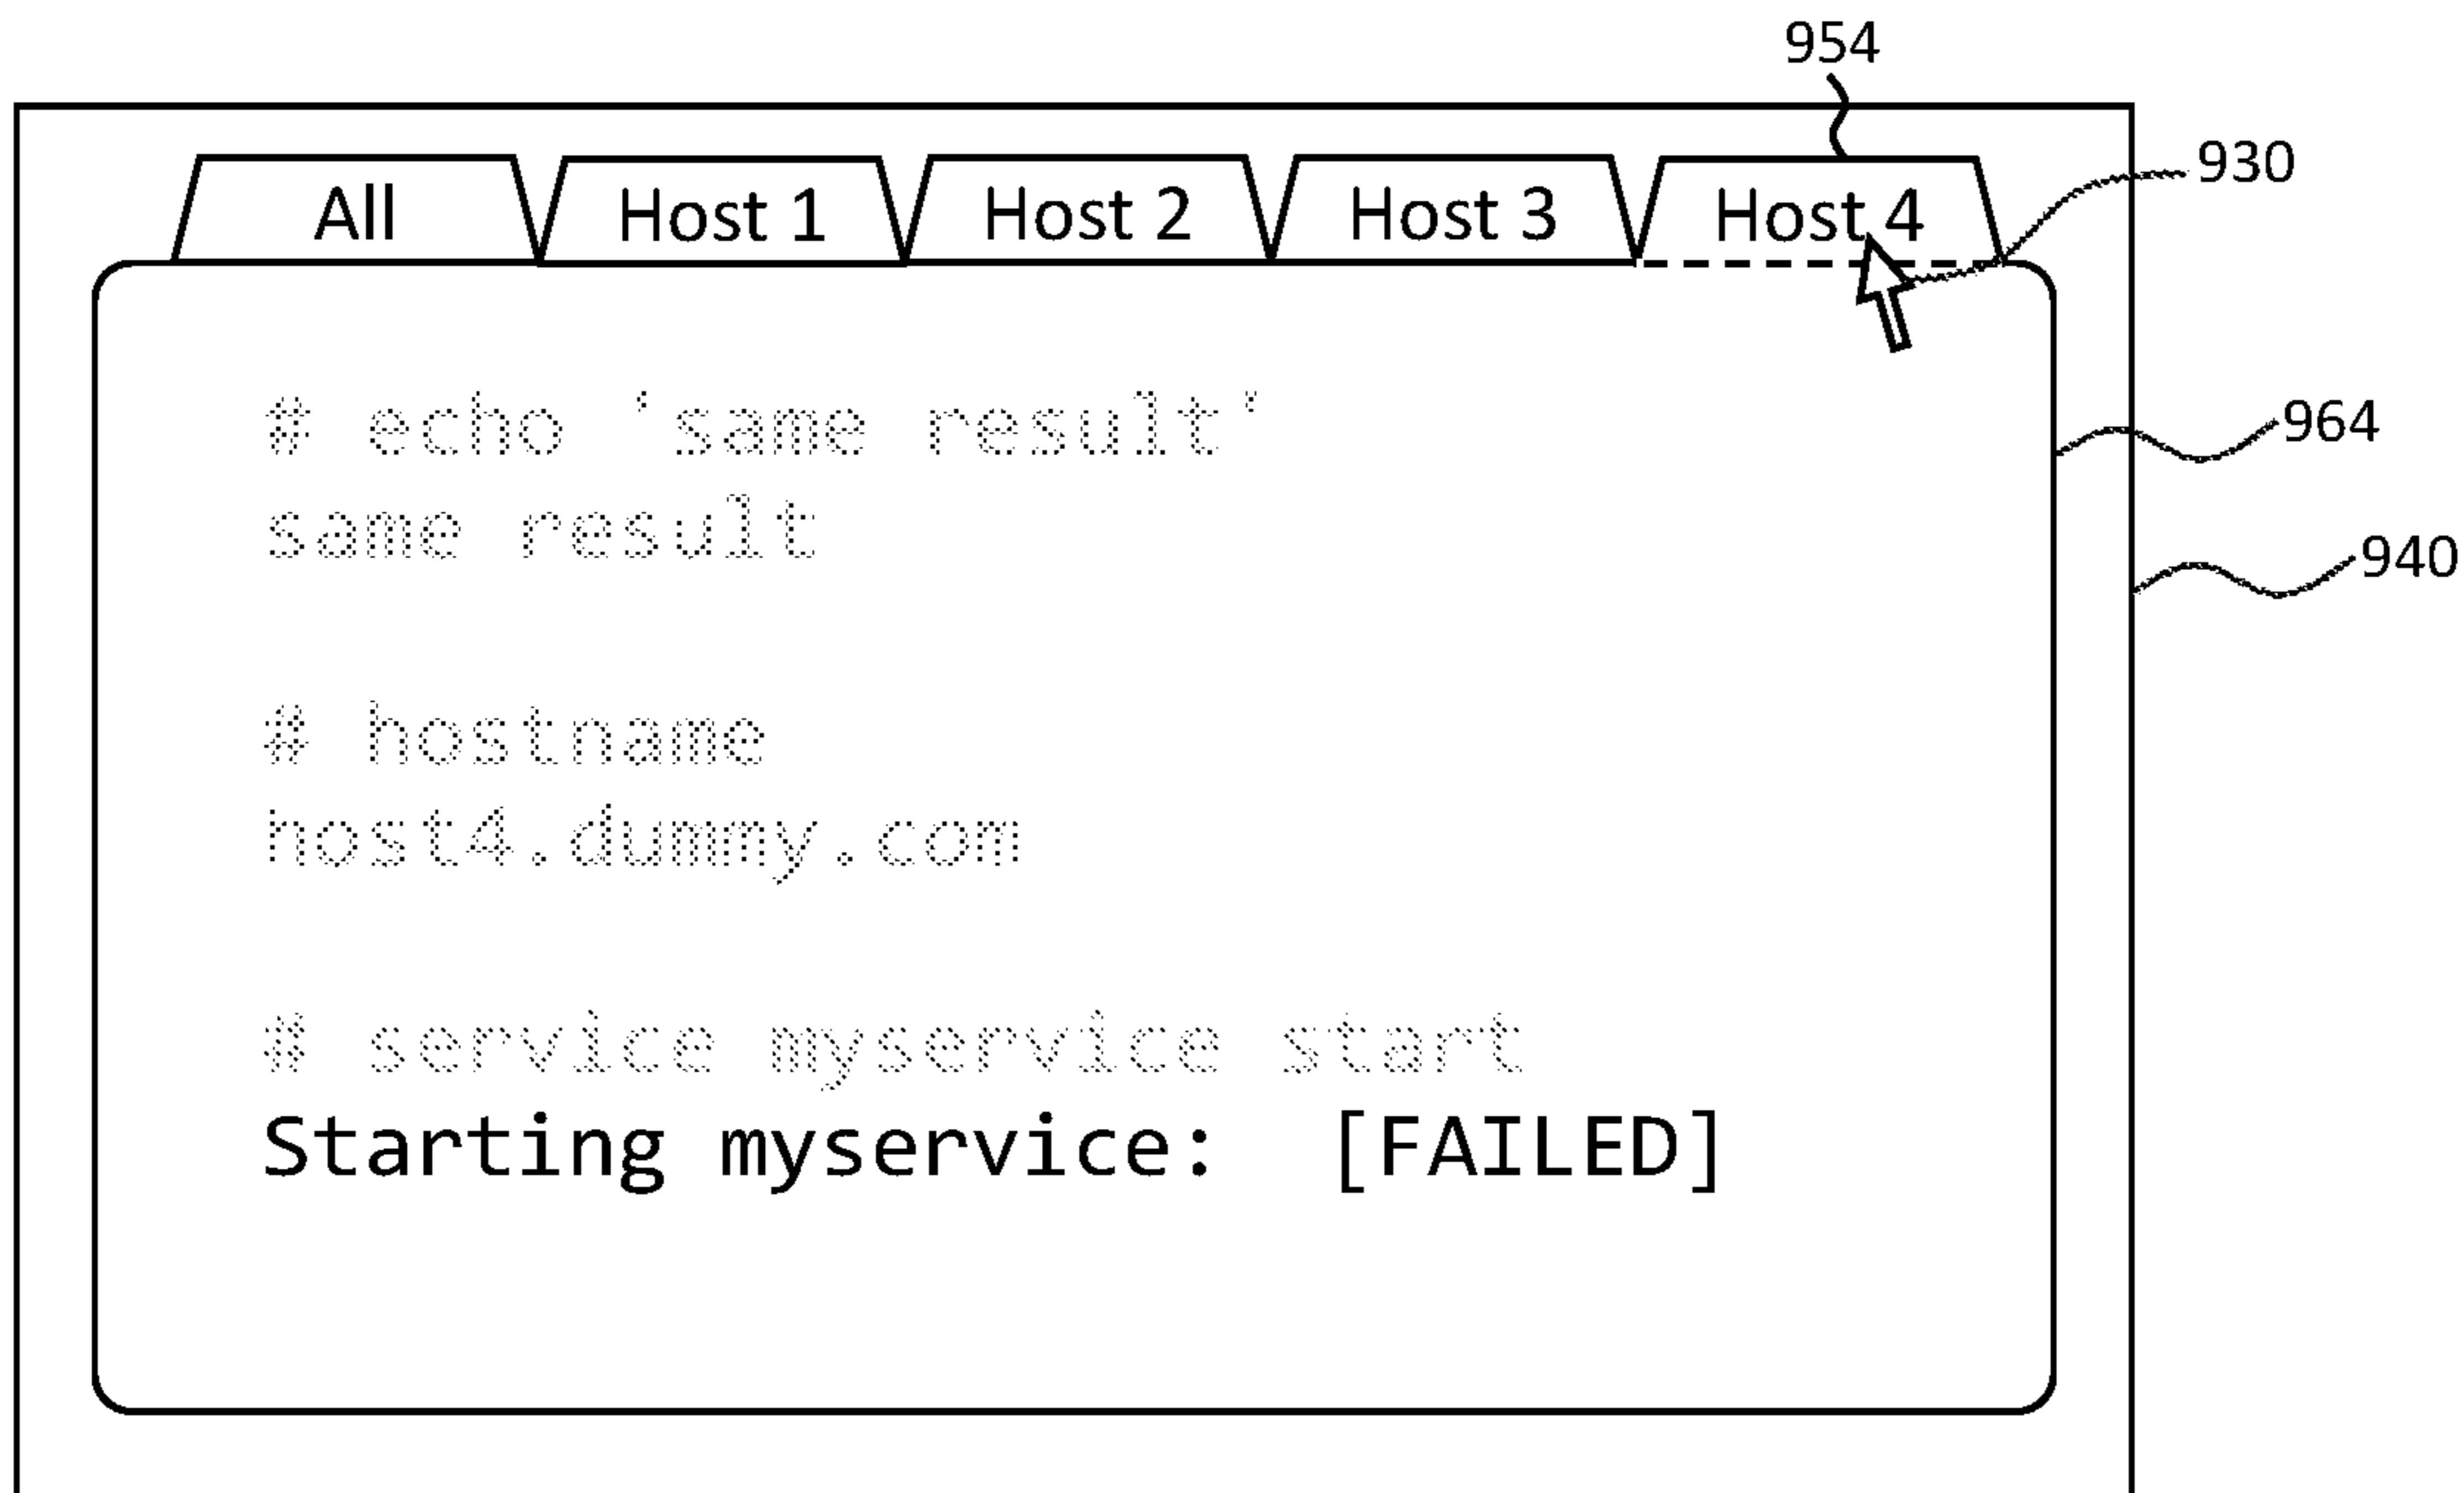 954
930
All Host 1 Host 2 Host 3 Host 4
# echo ‘same result’
964
same result
940
# hostname
host4.dummy.com
# service myservice start
Starting myservice: [FAILED]